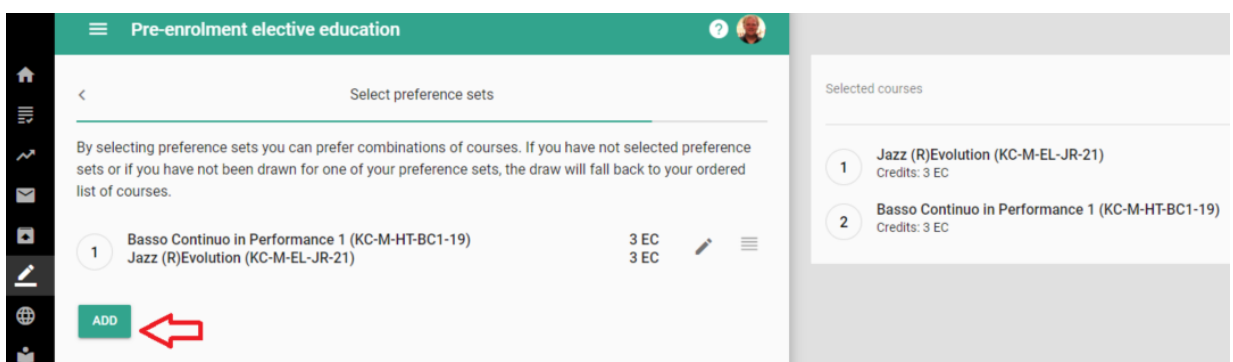 Pre-enrolment elective education
?
Select preference sets
By selecting preference sets you can prefer combinations of courses. If you have not selected preference
sets or if you have not been drawn for one of your preference sets, the draw will fall back to your ordered
list of courses.
1
Basso Continuo in Performance 1 (KC-M-HT-BC1-19) 3 EC
Jazz (R)Evolution (KC-M-EL-JR-21) 3 EC
ADD
Selected courses
1
Jazz (R)Evolution (KC-M-EL-JR-21)
Credits: 3 EC
2
Basso Continuo in Performance 1 (KC-M-HT-BC1-19)
Credits: 3 EC